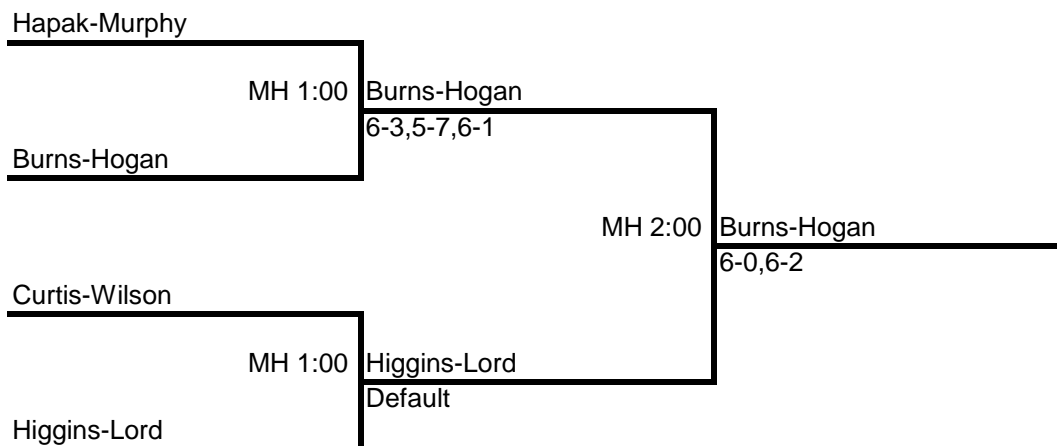 Hapak-Murphy
MH 1:00 Burns-Hogan
6-3,5-7,6-1
Burns-Hogan
MH 2:00 Burns-Hogan
6-0,6-2
Curtis-Wilson
MH 1:00 Higgins-Lord
Default
Higgins-Lord